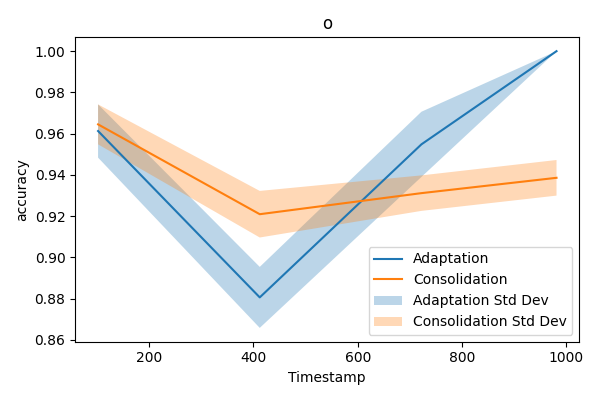 o
1.00
0.98
0.96
0.94
0.92
0.90
0.88
0.86
accuracy
200
400
600
800
1000
Timestamp
Adaptation
Consolidation
Adaptation Std Dev
Consolidation Std Dev